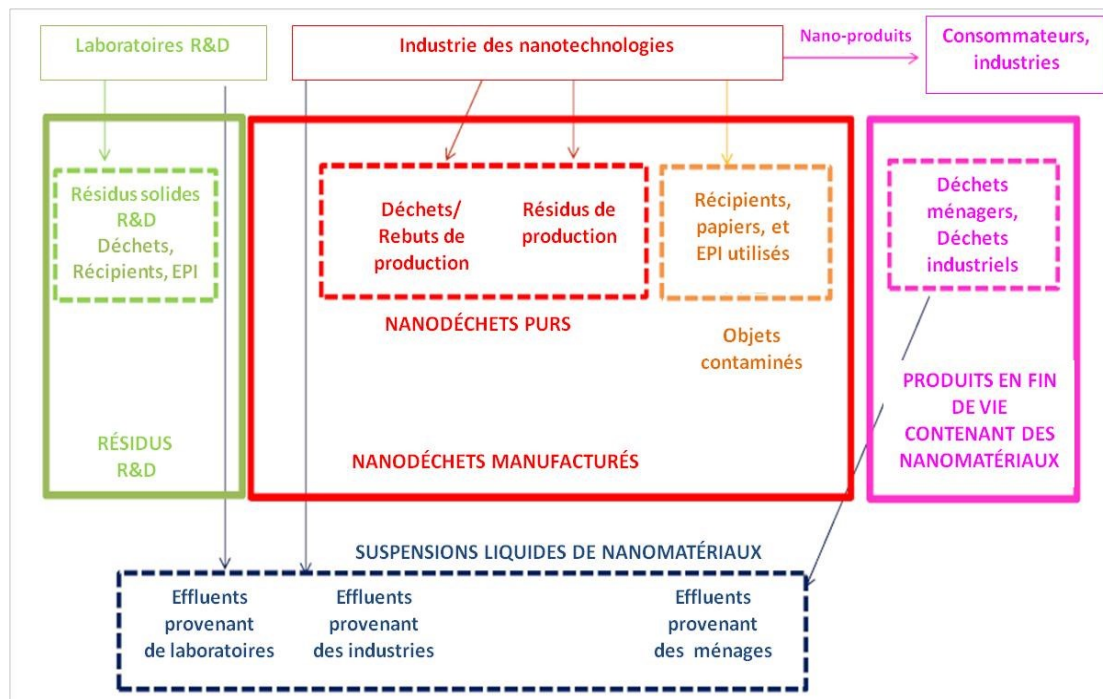 Laboratoires R&D
Industrie des nanotechnologies
Nano-produits
Consommateurs,
industries
Résidus solides
R&D
Déchets,
Récipients, EPI
Déchets/
Rebuts de
production
Résidus de
production
Récipients,
papiers, et
EPI utilisés
Déchets
ménagers,
Déchets
industriels
NANODÉCHETS PURS
Objets
contaminés
PRODUITS EN FIN
DE VIE
CONTENANT DES
NANOMATÉRIAUX
RÉSIDUS
R&D
NANODÉCHETS MANUFACTURÉS
SUSPENSIONS LIQUIDES DE NANOMATÉRIAUX
Effluents
provenant
de laboratoires
Effluents
provenant
des industries
Effluents
provenant
des ménages